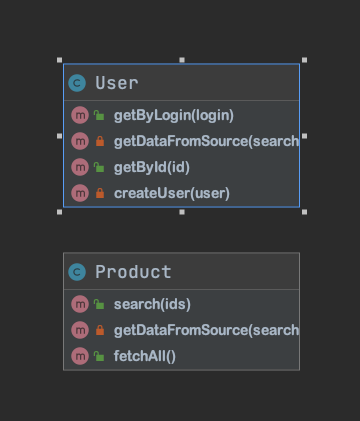 C User
m getByLogin(login)
m getDataFromSource(search
m getById(id)
m createUser(user)
C Product
m search(ids)
m getDataFromSource(search
m fetchAll()